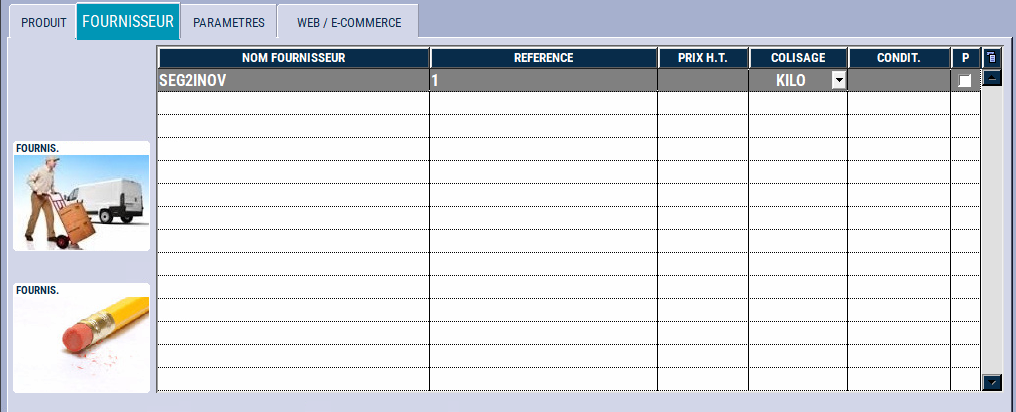 PRODUIT FOURNISSEUR PARAMETRES WEB / E-COMMERCE
NOM FOURNISSEUR REFERENCE PRIX H.T. COLISAGE CONDIT. P
SEG2INOV 1 KILO
FOURNIS.
FOURNIS.